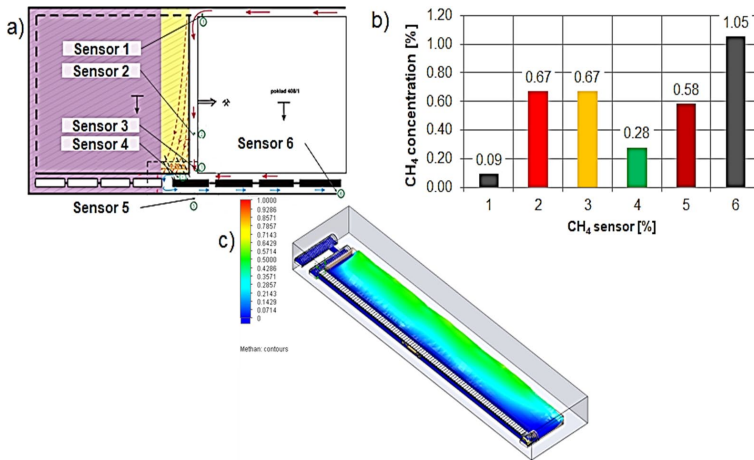 a)
Sensor 1
Sensor 2
Sensor 3
Sensor 4
Sensor 5
Sensor 6
pokład 408/1
b)
CH₄ concentration [%]
1.20
1.00
0.80
0.60
0.40
0.20
0.00
0.09
0.67
0.67
0.28
0.58
1.05
1 2 3 4 5 6
CH₄ sensor [%]
c)
1.0000
0.9286
0.8571
0.7857
0.7143
0.6429
0.5714
0.5000
0.4286
0.3571
0.2857
0.2143
0.1429
0.0714
0
Methan: contours